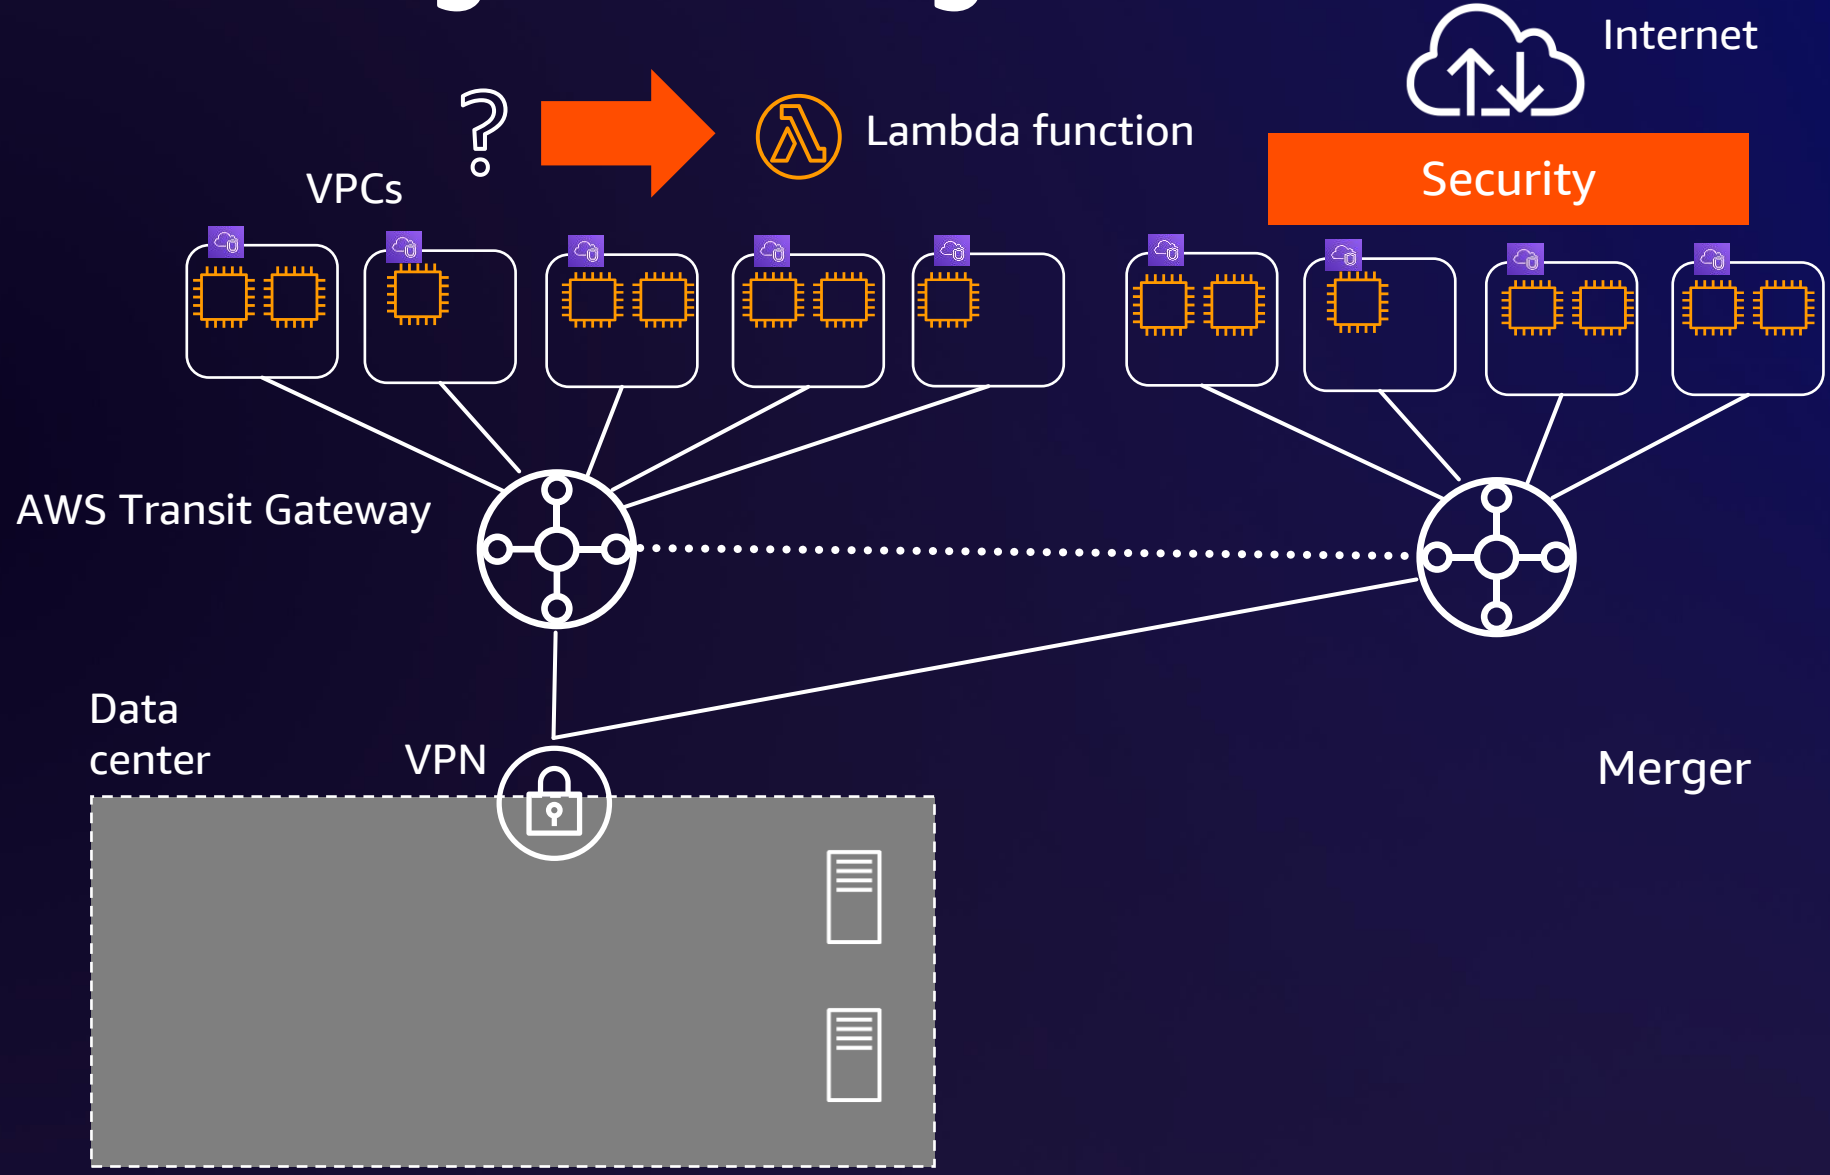 Internet
?
Lambda function
Security
VPCs
AWS Transit Gateway
Data
center
VPN
Merger